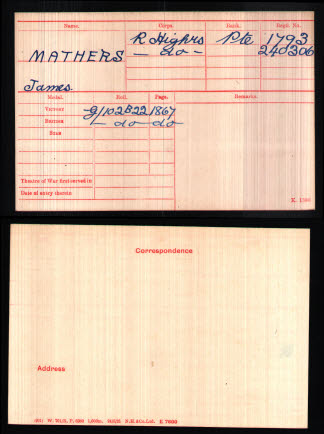 Name. Corps. Rank. Regtl. No.
MATHERS R Highrs Pte 1793
— do — 240306
James
Medal. Roll. Page. Remarks.
Victory G/102B22 1867
British — do do
Star
Theatre of War first served in
Date of entry therein
K. 1380
Correspondence
Address
E 7600